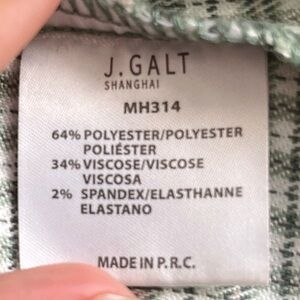 J. GALT
SHANGHAI
MH314
64% POLYESTER/POLYESTER
POLIÉSTER
34% VISCOSE/VISCOSE
VISCOSA
2% SPANDEX/ELASTHANNE
ELASTANO
MADE IN P.R.C.